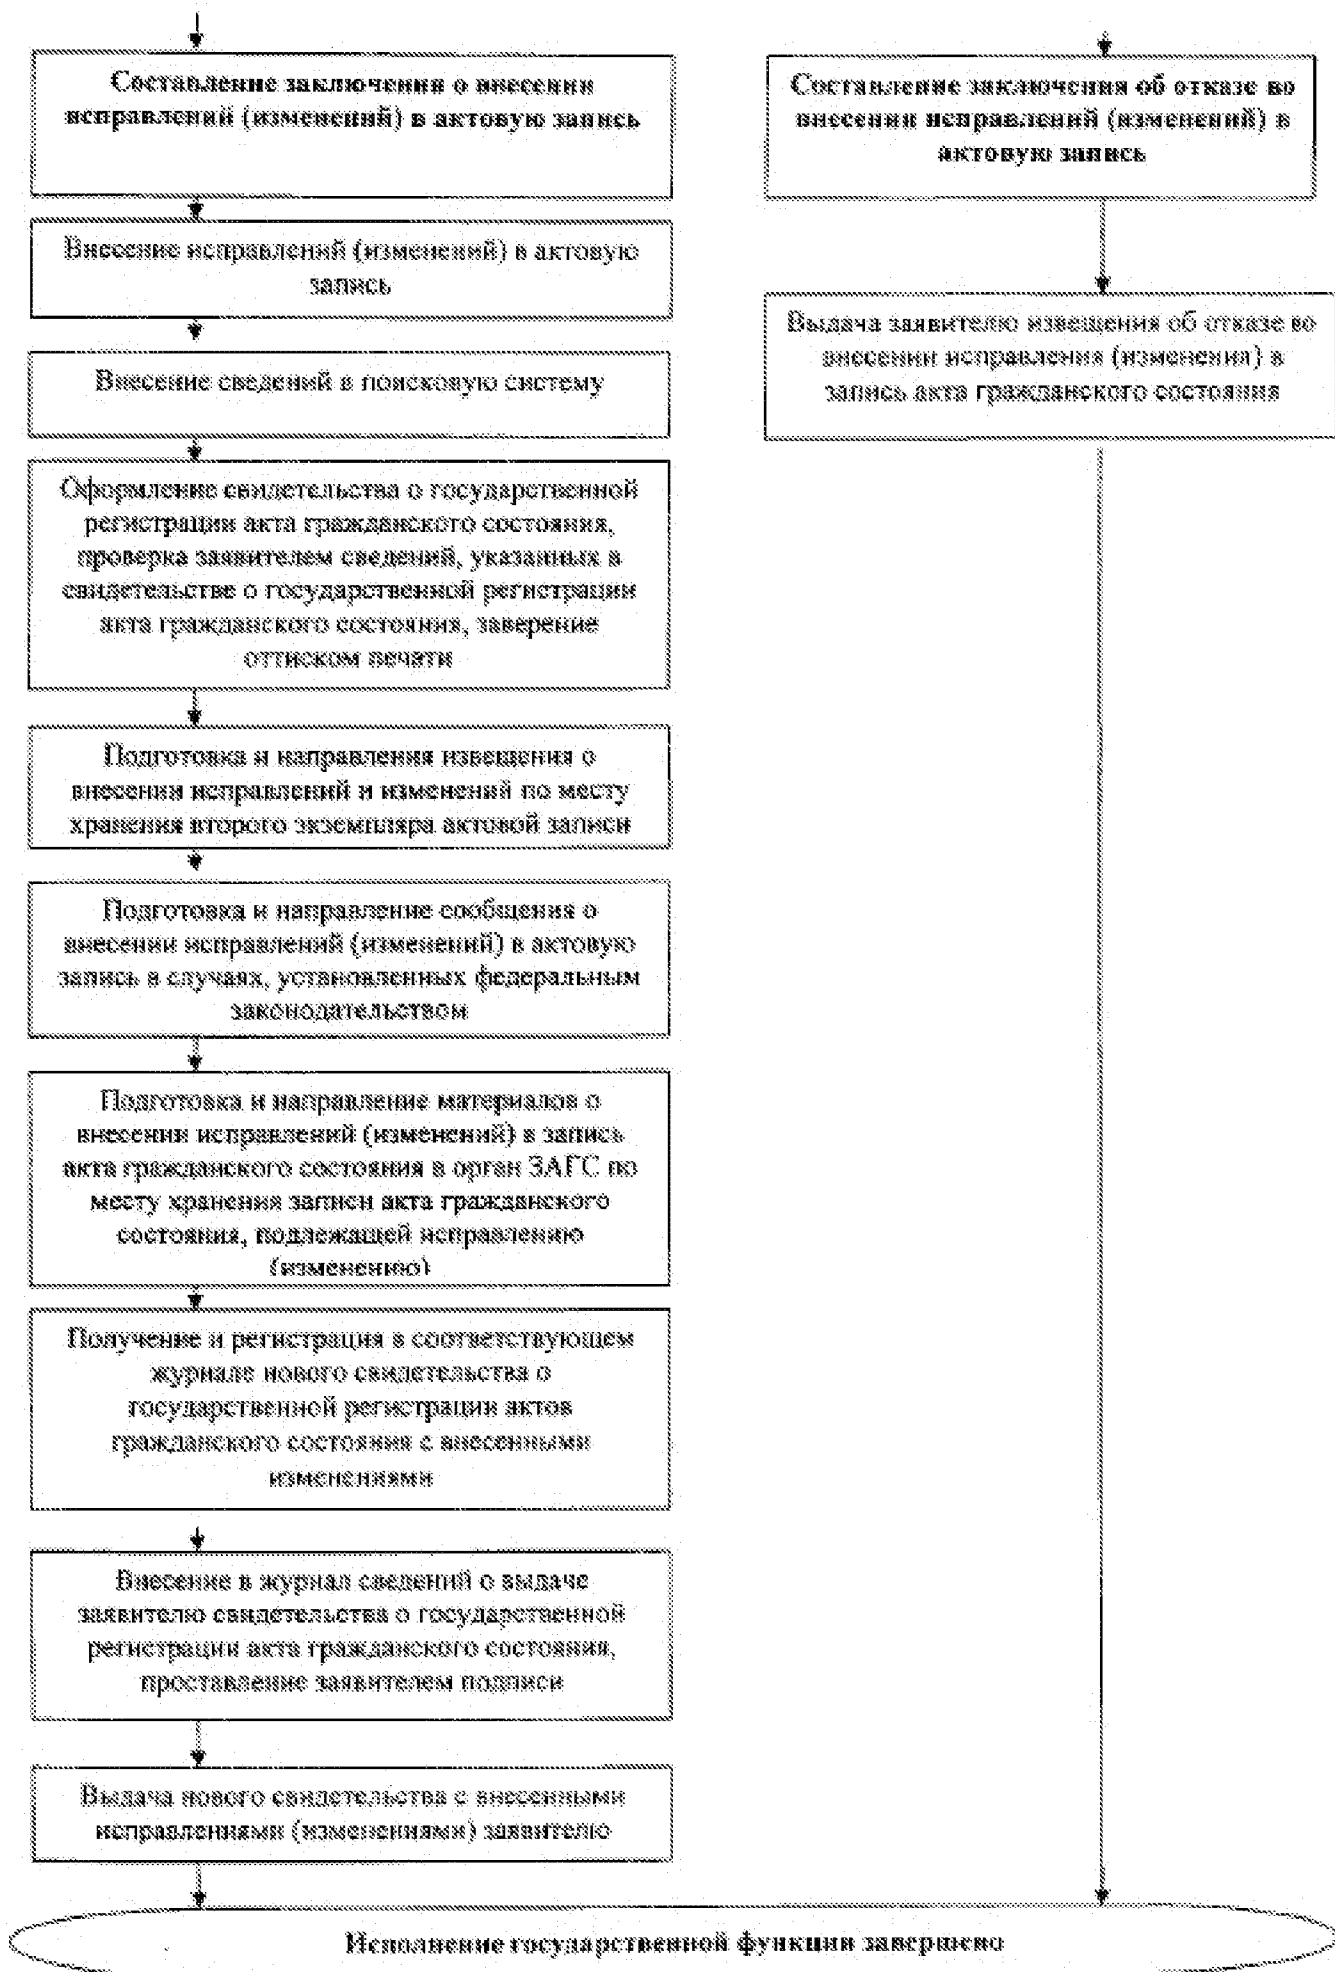 Составление заключения о внесении
исправлений (изменений) в актовую запись
Составление заключения об отказе во
внесении исправлений (изменений) в
актовую запись
Внесение исправлений (изменений) в актовую
запись
Выдача заявителю извещения об отказе во
внесении исправления (изменения) в
запись акта гражданского состояния
Внесение сведений в поисковую систему
Оформление свидетельства о государственной
регистрации акта гражданского состояния,
проверка заявителем сведений, указанных в
свидетельстве о государственной регистрации
акта гражданского состояния, заверение
оттиском печати
Подготовка и направления извещения о
внесении исправлений и изменений по месту
хранения второго экземпляра актовой записи
Подготовка и направление сообщения о
внесении исправлений (изменений) в актовую
запись в случаях, установленных федеральным
законодательством
Подготовка и направление материалов о
внесении исправлений (изменений) в запись
акта гражданского состояния в орган ЗАГС по
месту хранения записи акта гражданского
состояния, подлежащей исправлению
(изменению)
Получение и регистрация в соответствующем
журнале нового свидетельства о
государственной регистрации актов
гражданского состояния с внесенными
изменениями
Внесение в журнал сведений о выдаче
заявителю свидетельства о государственной
регистрации акта гражданского состояния,
проставление заявителем подписи
Выдача нового свидетельства с внесенными
исправлениями (изменениями) заявителю
Исполнение государственной функции завершено